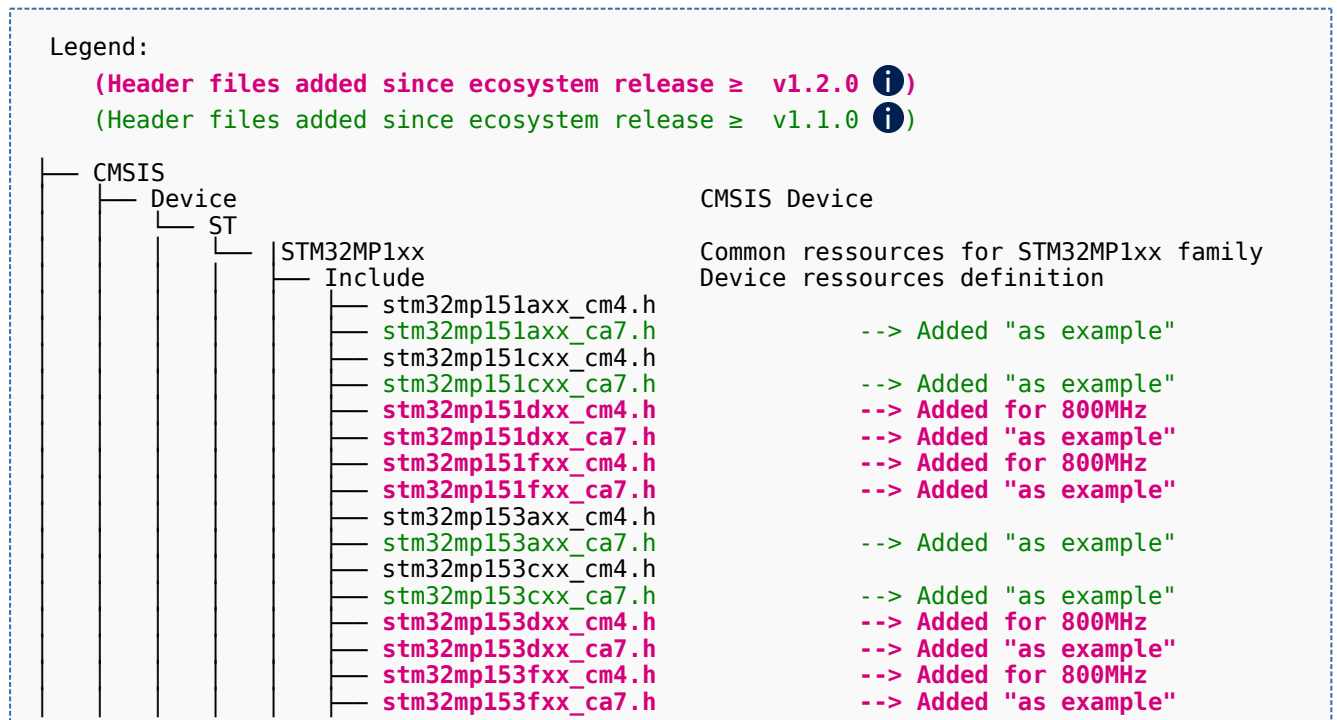 Legend:
(Header files added since ecosystem release ≥ v1.2.0 i)
(Header files added since ecosystem release ≥ v1.1.0 i)
CMSIS
Device CMSIS Device
ST
STM32MP1xx Common ressources for STM32MP1xx family
Include Device ressources definition
stm32mp151axx_cm4.h
stm32mp151axx_ca7.h --> Added "as example"
stm32mp151cxx_cm4.h
stm32mp151cxx_ca7.h --> Added "as example"
stm32mp151dxx_cm4.h --> Added for 800MHz
stm32mp151dxx_ca7.h --> Added "as example"
stm32mp151fxx_cm4.h --> Added for 800MHz
stm32mp151fxx_ca7.h --> Added "as example"
stm32mp153axx_cm4.h
stm32mp153axx_ca7.h --> Added "as example"
stm32mp153cxx_cm4.h
stm32mp153cxx_ca7.h --> Added "as example"
stm32mp153dxx_cm4.h --> Added for 800MHz
stm32mp153dxx_ca7.h --> Added "as example"
stm32mp153fxx_cm4.h --> Added for 800MHz
stm32mp153fxx_ca7.h --> Added "as example"